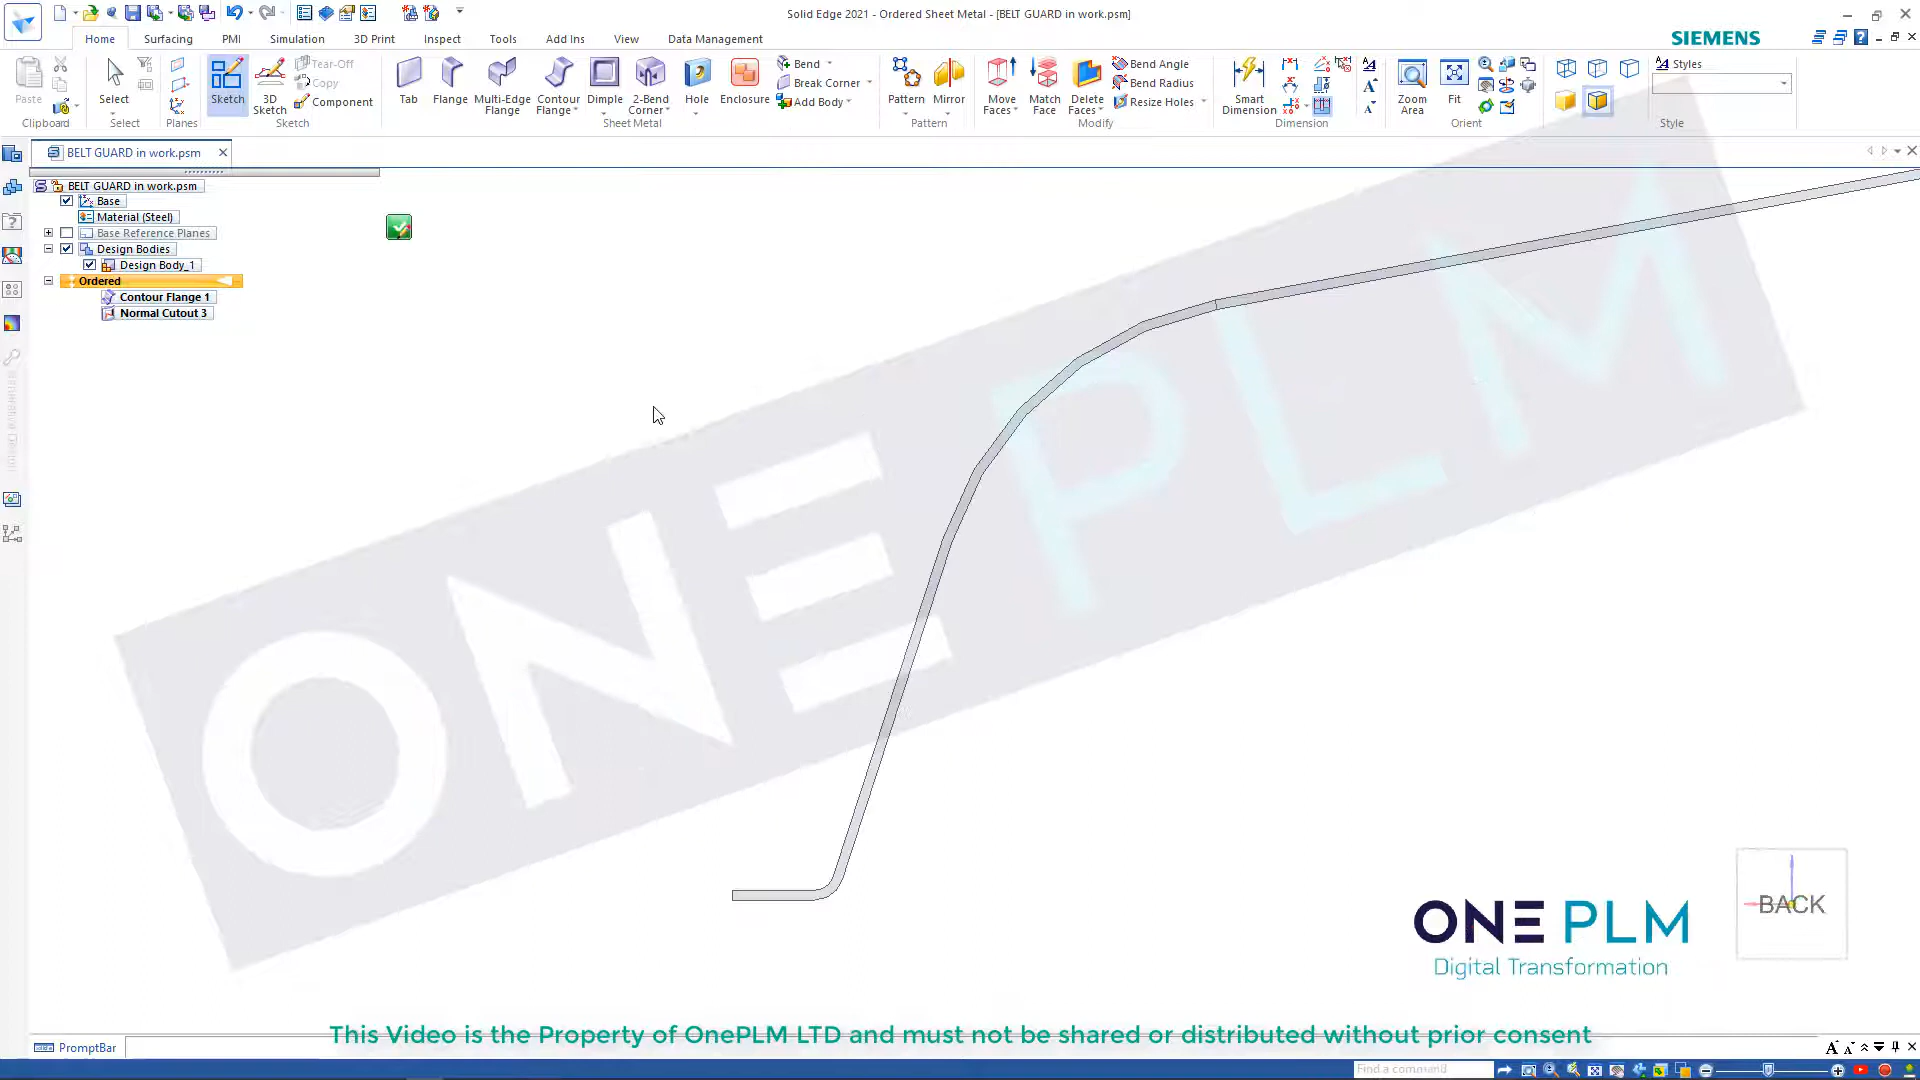 Solid Edge 2021 - Ordered Sheet Metal - [BELT GUARD in work.psm]
Home Surfacing PMI Simulation 3D Print Inspect Tools Add Ins View Data Management
SIEMENS
Paste
Clipboard
Select
Select
Planes
Sketch
3D Sketch
Tear-Off
Copy
Component
Sketch
Tab
Flange
Multi-Edge Flange
Contour Flange
Dimple
2-Bend Corner
Hole
Enclosure
Bend
Break Corner
Add Body
Sheet Metal
Pattern
Mirror
Pattern
Move Faces
Match Face
Delete Faces
Bend Angle
Bend Radius
Resize Holes
Modify
Smart Dimension
Dimension
Zoom Area
Fit
Orient
Styles
Style
BELT GUARD in work.psm
BELT GUARD in work.psm
Base
Material (Steel)
Base Reference Planes
Design Bodies
Design Body_1
Ordered
Contour Flange 1
Normal Cutout 3
ONE PLM
BACK
ONE PLM
Digital Transformation
This Video is the Property of OnePLM LTD and must not be shared or distributed without prior consent
PromptBar
Find a command